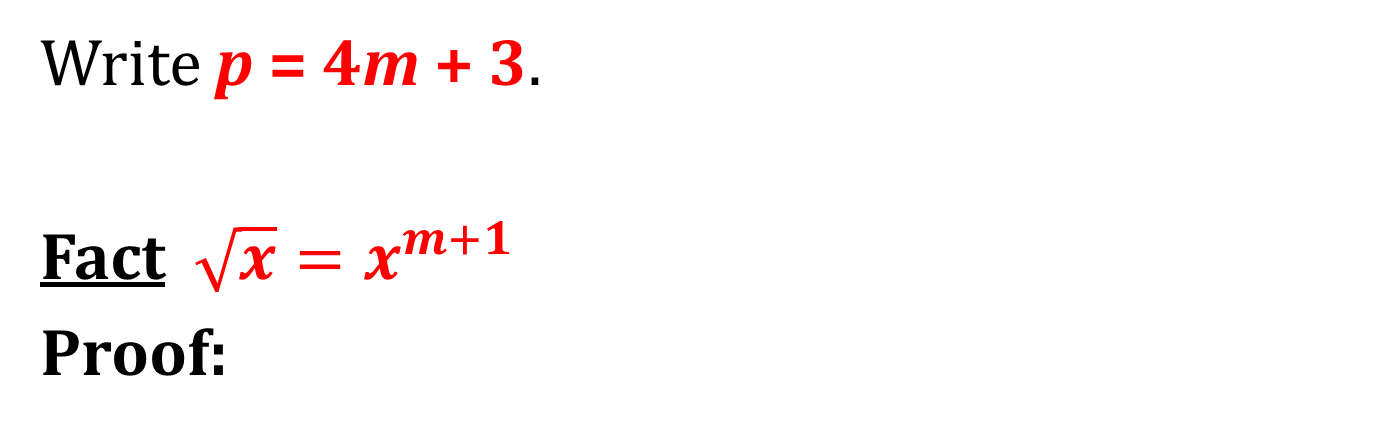 Write p = 4m + 3.
Fact √x = x^{m+1}
Proof: